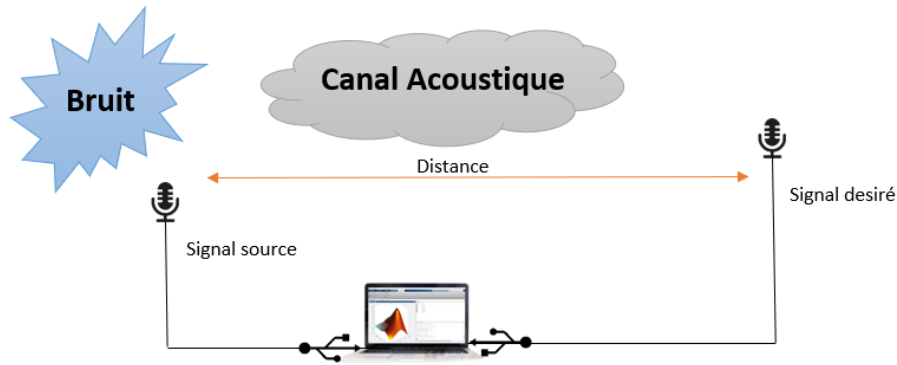 Bruit
Canal Acoustique
Distance
Signal desiré
Signal source